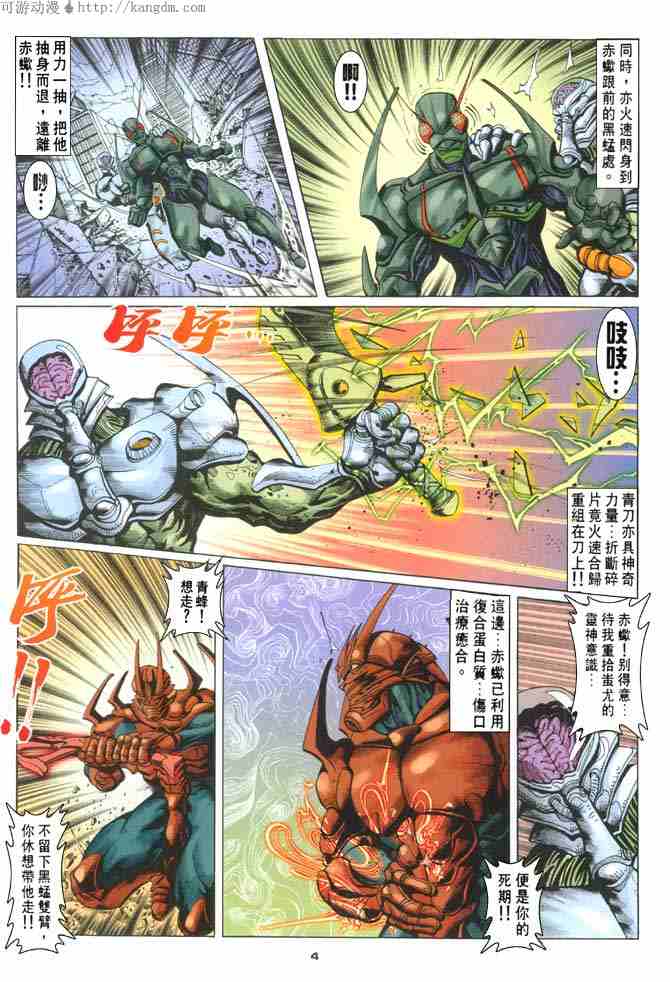 可游动漫 http://kangdm.com/
同時，亦火速閃身到
赤蠍跟前的黑蜢處。
啊!!
用力一抽，把他
抽身而退，遠離
赤蠍!!
吵…
吱吱…
呼呼…
青刀亦具神奇
力量…折斷碎
片竟火速合歸
重組在刀上!!
赤蠍！别得意…
待我重拾蚩尤的
靈神意識…
便是你的
死期!!
這邊…赤蠍已利用
復合蛋白質…傷口
治療癒合。
青蜂！
想走？
呼!!
不留下黑蜢雙臂，
你休想帶他走!!
4